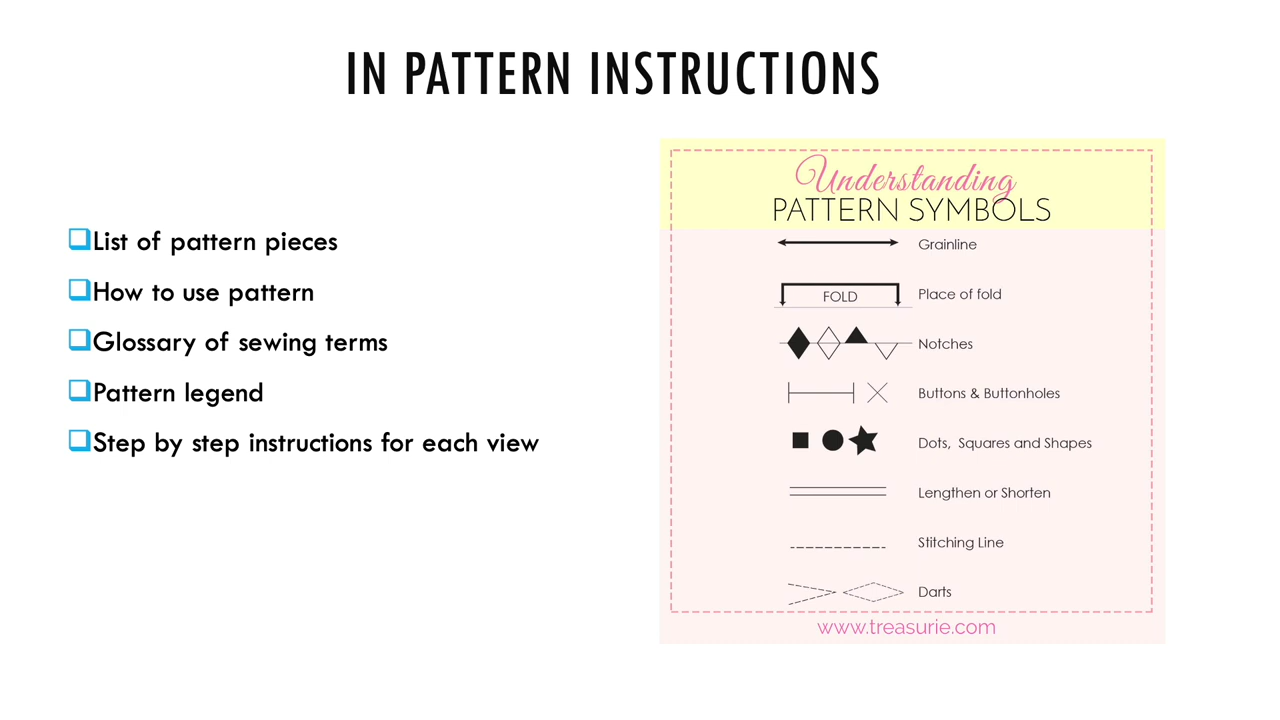 IN PATTERN INSTRUCTIONS
List of pattern pieces
How to use pattern
Glossary of sewing terms
Pattern legend
Step by step instructions for each view
Understanding
PATTERN SYMBOLS
Grainline
FOLD Place of fold
Notches
Buttons & Buttonholes
Dots, Squares and Shapes
Lengthen or Shorten
Stitching Line
Darts
www.treasurie.com